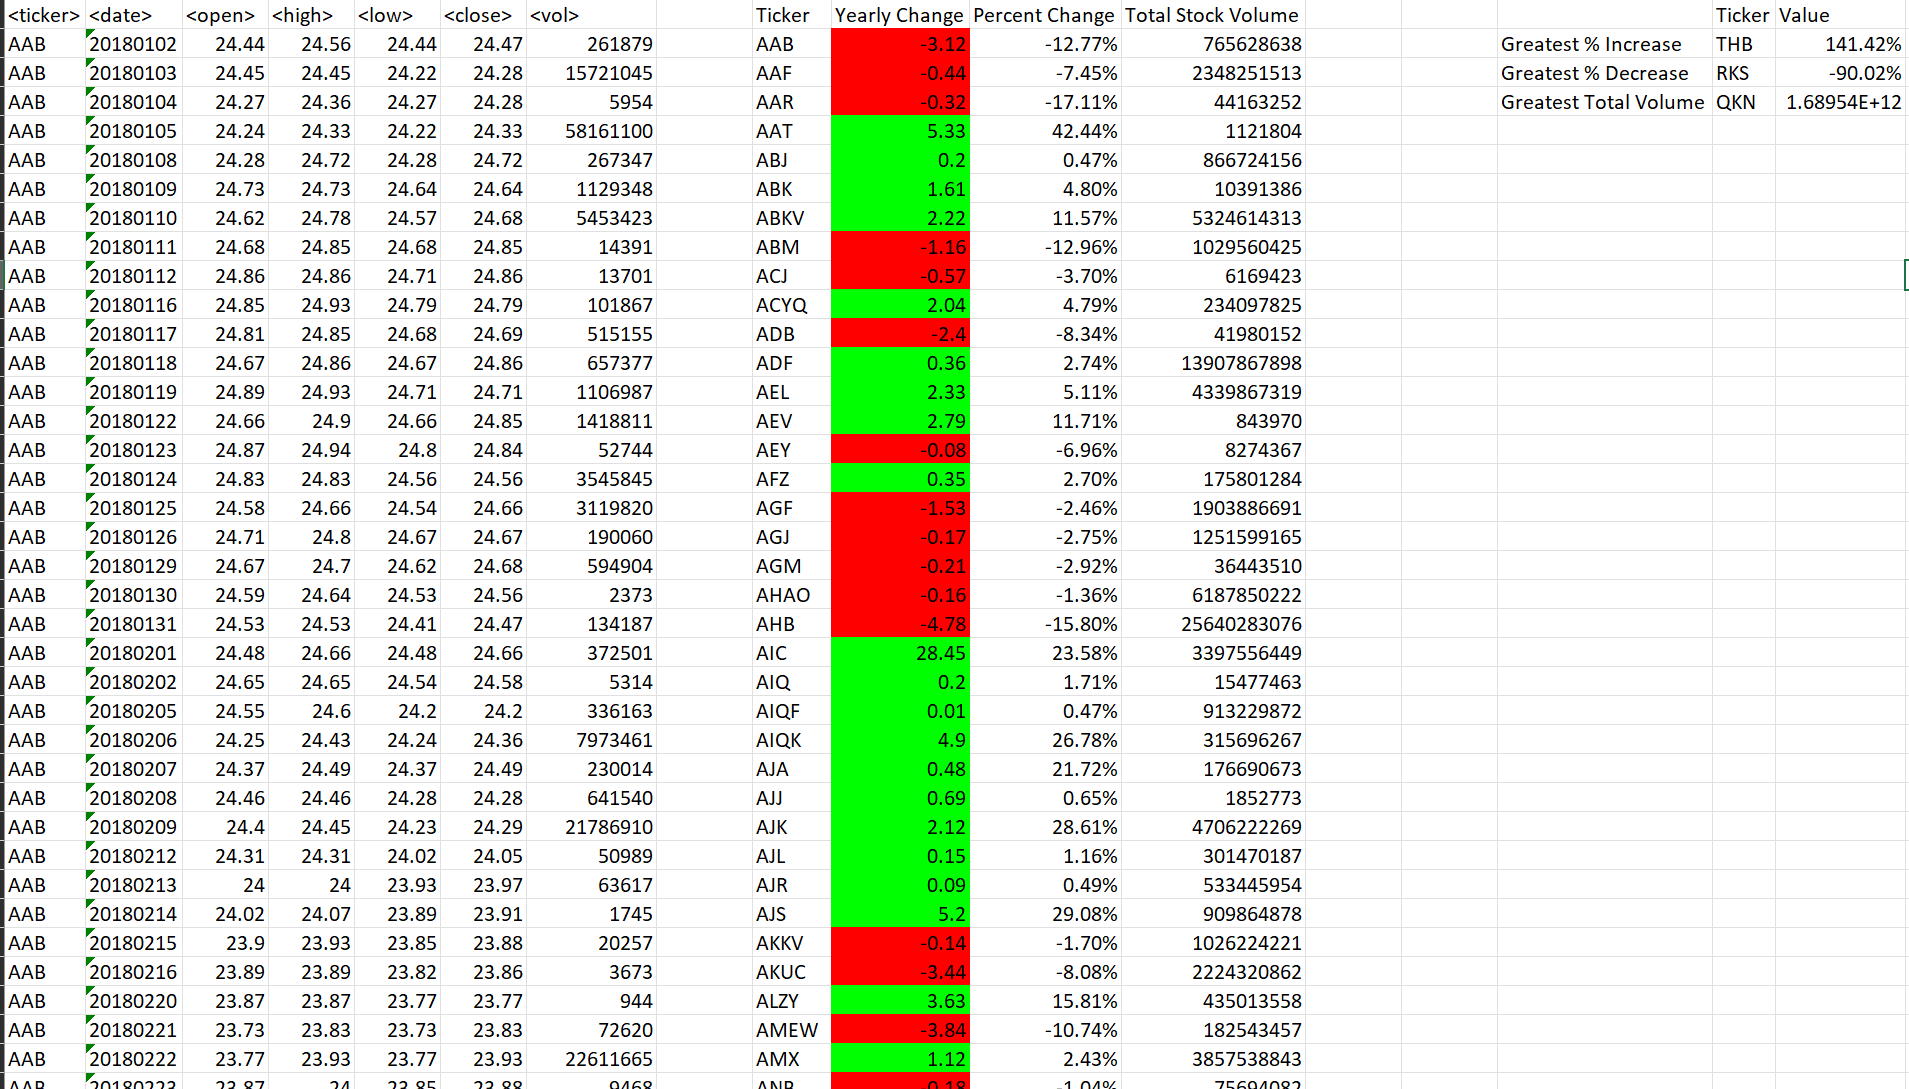 <ticker> <date> <open> <high> <low> <close> <vol> Ticker Yearly Change Percent Change Total Stock Volume Ticker Value
AAB 20180102 24.44 24.56 24.44 24.47 261879 AAB -3.12 -12.77% 765628638 Greatest % Increase THB 141.42%
AAB 20180103 24.45 24.45 24.22 24.28 15721045 AAF -0.44 -7.45% 2348251513 Greatest % Decrease RKS -90.02%
AAB 20180104 24.27 24.36 24.27 24.28 5954 AAR -0.32 -17.11% 44163252 Greatest Total Volume QKN 1.68954E+12
AAB 20180105 24.24 24.33 24.22 24.33 58161100 AAT 5.33 42.44% 1121804
AAB 20180108 24.28 24.72 24.28 24.72 267347 ABJ 0.2 0.47% 866724156
AAB 20180109 24.73 24.73 24.64 24.64 1129348 ABK 1.61 4.80% 10391386
AAB 20180110 24.62 24.78 24.57 24.68 5453423 ABKV 2.22 11.57% 5324614313
AAB 20180111 24.68 24.85 24.68 24.85 14391 ABM -1.16 -12.96% 1029560425
AAB 20180112 24.86 24.86 24.71 24.86 13701 ACJ -0.57 -3.70% 6169423
AAB 20180116 24.85 24.93 24.79 24.79 101867 ACYQ 2.04 4.79% 234097825
AAB 20180117 24.81 24.85 24.68 24.69 515155 ADB -2.4 -8.34% 41980152
AAB 20180118 24.67 24.86 24.67 24.86 657377 ADF 0.36 2.74% 13907867898
AAB 20180119 24.89 24.93 24.71 24.71 1106987 AEL 2.33 5.11% 4339867319
AAB 20180122 24.66 24.9 24.66 24.85 1418811 AEV 2.79 11.71% 843970
AAB 20180123 24.87 24.94 24.8 24.84 52744 AEY -0.08 -6.96% 8274367
AAB 20180124 24.83 24.83 24.56 24.56 3545845 AFZ 0.35 2.70% 175801284
AAB 20180125 24.58 24.66 24.54 24.66 3119820 AGF -1.53 -2.46% 1903886691
AAB 20180126 24.71 24.8 24.67 24.67 190060 AGJ -0.17 -2.75% 1251599165
AAB 20180129 24.67 24.7 24.62 24.68 594904 AGM -0.21 -2.92% 36443510
AAB 20180130 24.59 24.64 24.53 24.56 2373 AHAO -0.16 -1.36% 6187850222
AAB 20180131 24.53 24.53 24.41 24.47 134187 AHB -4.78 -15.80% 25640283076
AAB 20180201 24.48 24.66 24.48 24.66 372501 AIC 28.45 23.58% 3397556449
AAB 20180202 24.65 24.65 24.54 24.58 5314 AIQ 0.2 1.71% 15477463
AAB 20180205 24.55 24.6 24.2 24.2 336163 AIQF 0.01 0.47% 913229872
AAB 20180206 24.25 24.43 24.24 24.36 7973461 AIQK 4.9 26.78% 315696267
AAB 20180207 24.37 24.49 24.37 24.49 230014 AJA 0.48 21.72% 176690673
AAB 20180208 24.46 24.46 24.28 24.28 641540 AJJ 0.69 0.65% 1852773
AAB 20180209 24.4 24.45 24.23 24.29 21786910 AJK 2.12 28.61% 4706222269
AAB 20180212 24.31 24.31 24.02 24.05 50989 AJL 0.15 1.16% 301470187
AAB 20180213 24 24 23.93 23.97 63617 AJR 0.09 0.49% 533445954
AAB 20180214 24.02 24.07 23.89 23.91 1745 AJS 5.2 29.08% 909864878
AAB 20180215 23.9 23.93 23.85 23.88 20257 AKKV -0.14 -1.70% 1026224221
AAB 20180216 23.89 23.89 23.82 23.86 3673 AKUC -3.44 -8.08% 2224320862
AAB 20180220 23.87 23.87 23.77 23.77 944 ALZY 3.63 15.81% 435013558
AAB 20180221 23.73 23.83 23.73 23.83 72620 AMEW -3.84 -10.74% 182543457
AAB 20180222 23.77 23.93 23.77 23.93 22611665 AMX 1.12 2.43% 3857538843
AAB 20180223 23.87 24 23.85 23.88 9468 -0.18 -1.04% 75694082